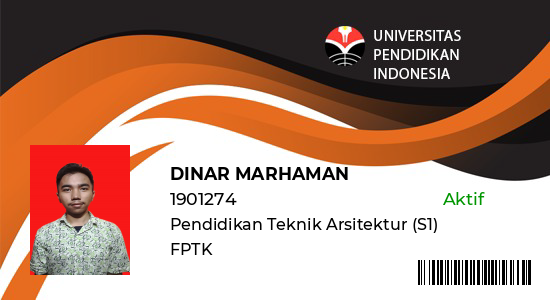 UNIVERSITAS
PENDIDIKAN
INDONESIA
DINAR MARHAMAN
1901274 Aktif
Pendidikan Teknik Arsitektur (S1)
FPTK